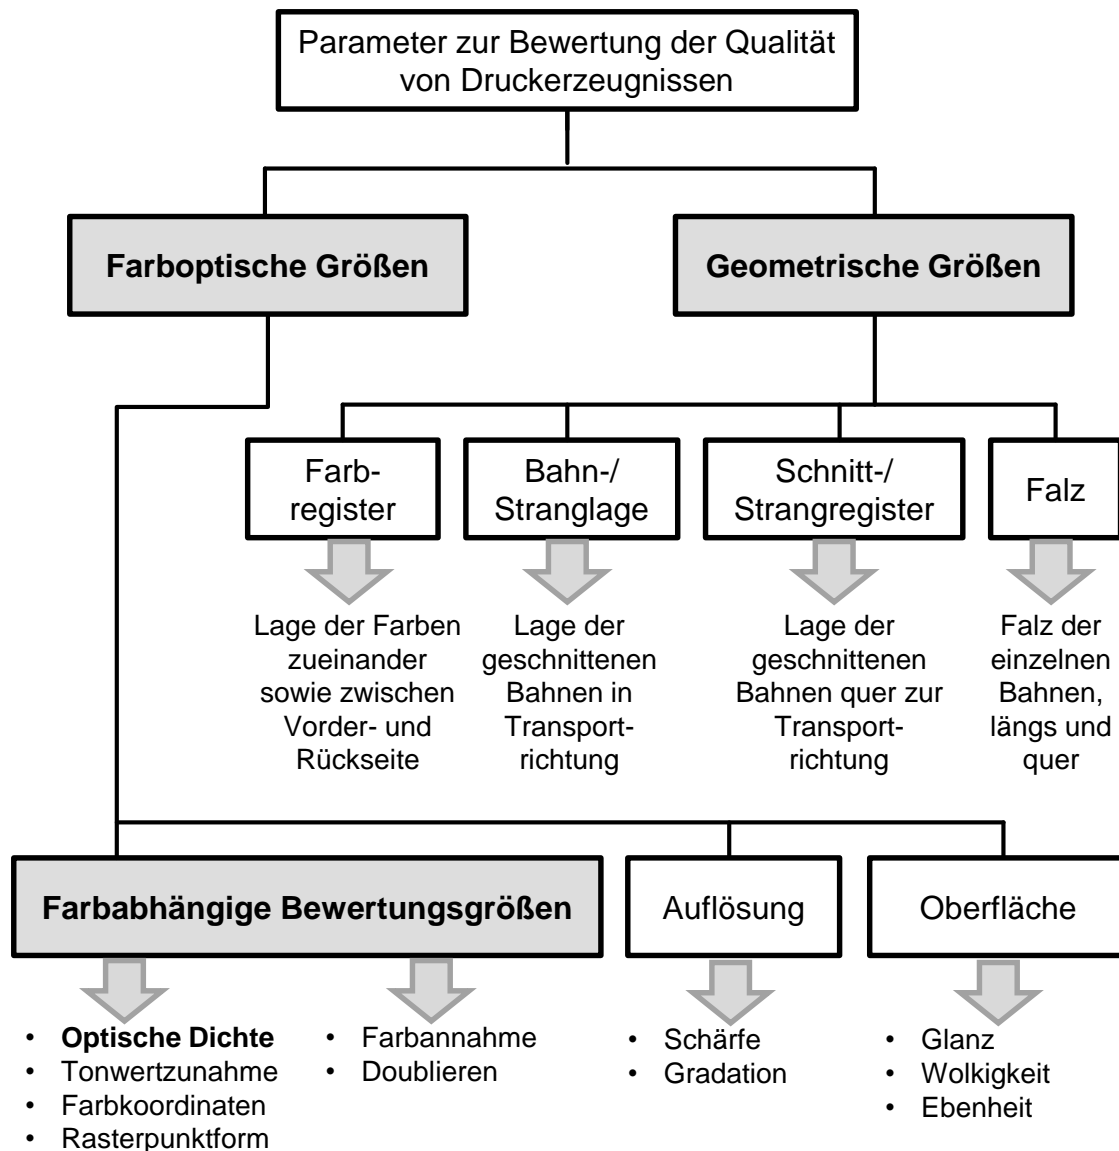 Parameter zur Bewertung der Qualität
von Druckerzeugnissen
Farboptische Größen
Geometrische Größen
Farb-
register
Bahn-/
Stranglage
Schnitt-/
Strangregister
Falz
Lage der Farben
zueinander
sowie zwischen
Vorder- und
Rückseite
Lage der
geschnittenen
Bahnen in
Transport-
richtung
Lage der
geschnittenen
Bahnen quer zur
Transport-
richtung
Falz der
einzelnen
Bahnen,
längs und
quer
Farbabhängige Bewertungsgrößen
Auflösung
Oberfläche
• Optische Dichte
• Tonwertzunahme
• Farbkoordinaten
• Rasterpunktform
• Farbannahme
• Doublieren
• Schärfe
• Gradation
• Glanz
• Wolkigkeit
• Ebenheit